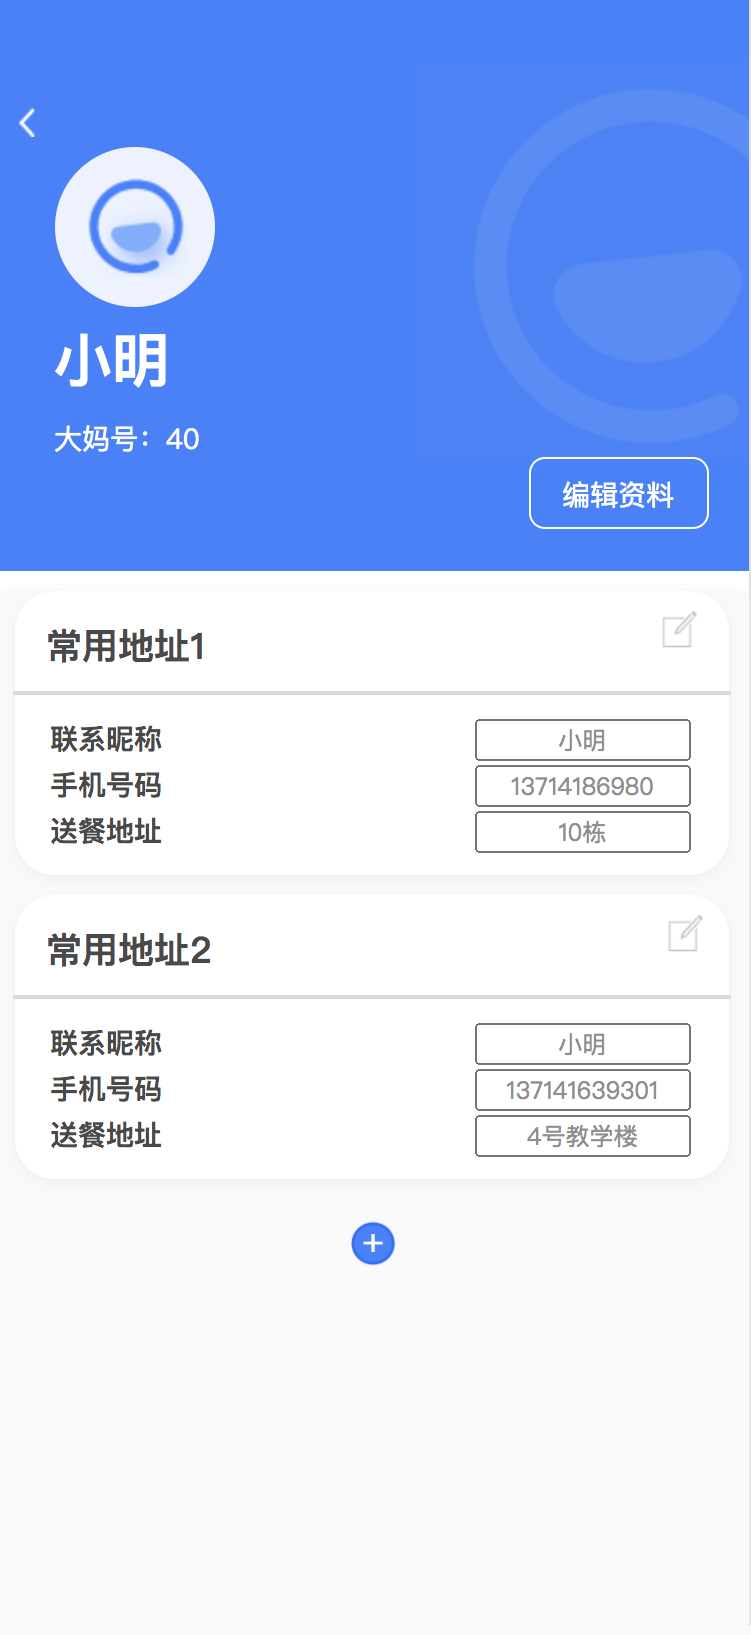 小明
大妈号：40
编辑资料
常用地址1
联系昵称 小明
手机号码 13714186980
送餐地址 10栋
常用地址2
联系昵称 小明
手机号码 137141639301
送餐地址 4号教学楼